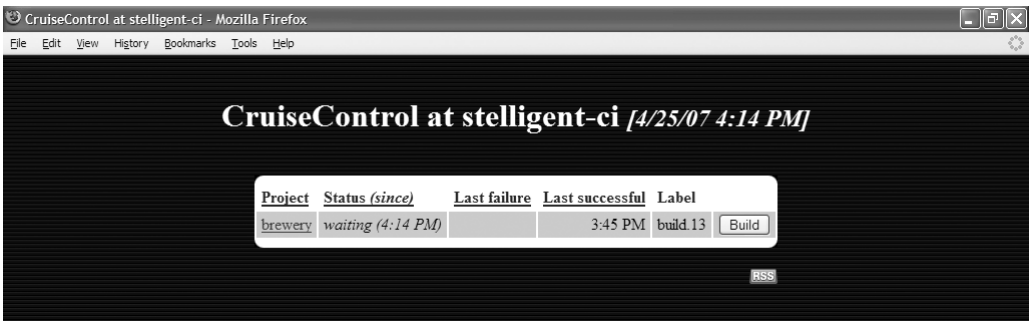 CruiseControl at stelligent-ci - Mozilla Firefox
File Edit View History Bookmarks Tools Help
CruiseControl at stelligent-ci [4/25/07 4:14 PM]
Project Status (since) Last failure Last successful Label
brewery waiting (4:14 PM) 3:45 PM build.13 Build
RSS